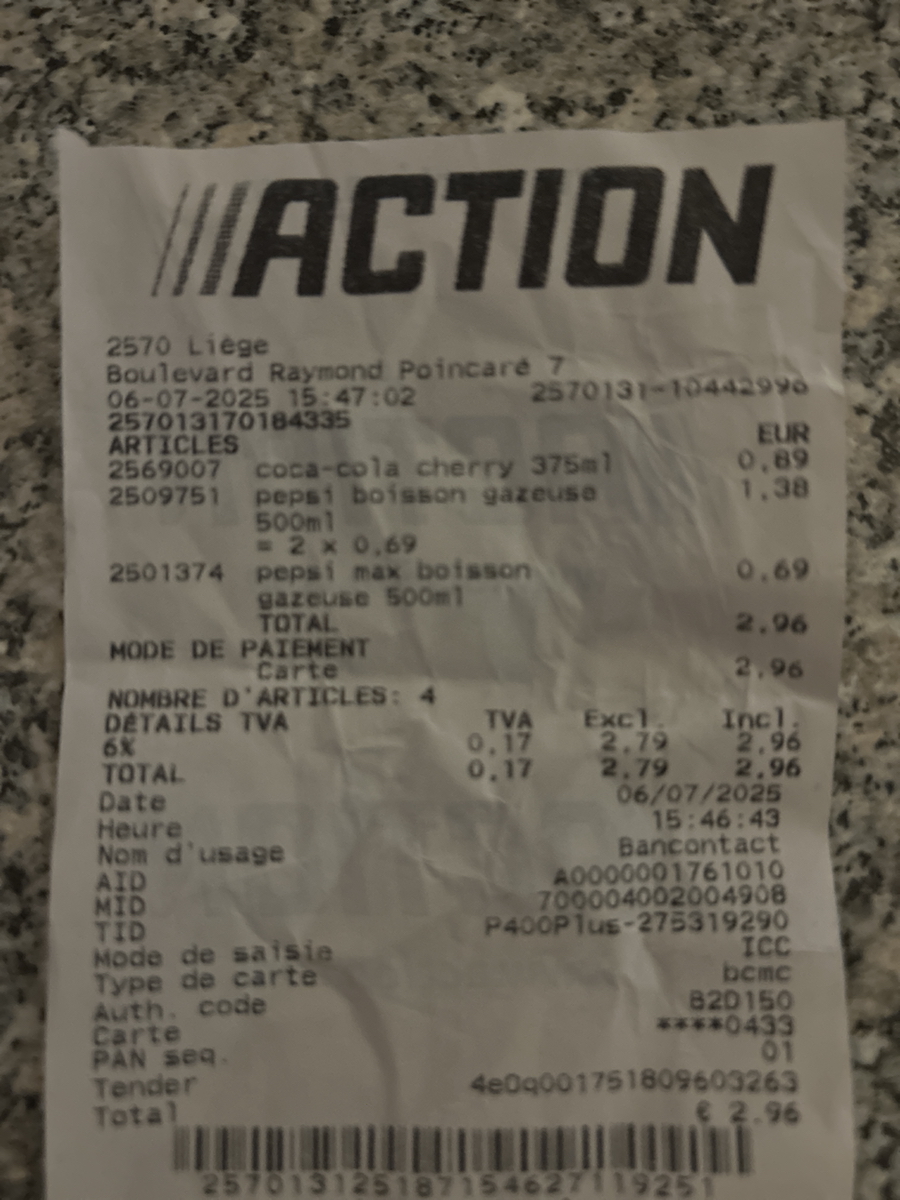 ACTION
2570 Liège
Boulevard Raymond Poincaré 7
06-07-2025 15:47:02 2570131-10442996
257013170184335
ARTICLES EUR
2569007 coca-cola cherry 375ml 0.89
2509751 pepsi boisson gazeuse 1.38
500ml
= 2 x 0.69
2501374 pepsi max boisson 0.69
gazeuse 500ml
TOTAL 2.96
MODE DE PAIEMENT
Carte 2.96
NOMBRE D'ARTICLES: 4
DÉTAILS TVA TVA Excl. Incl.
6% 0.17 2.79 2.96
TOTAL 0.17 2.79 2.96
Date 06/07/2025
Heure 15:46:43
Nom d'usage Bancontact
AID A0000001761010
MID 700004002004908
TID P400Plus-275319290
Mode de saisie ICC
Type de carte bcmc
Auth. code 82D150
Carte ****0433
PAN seq. 01
Tender 4e0q001751809603263
Total € 2.96
257013125187154627119251